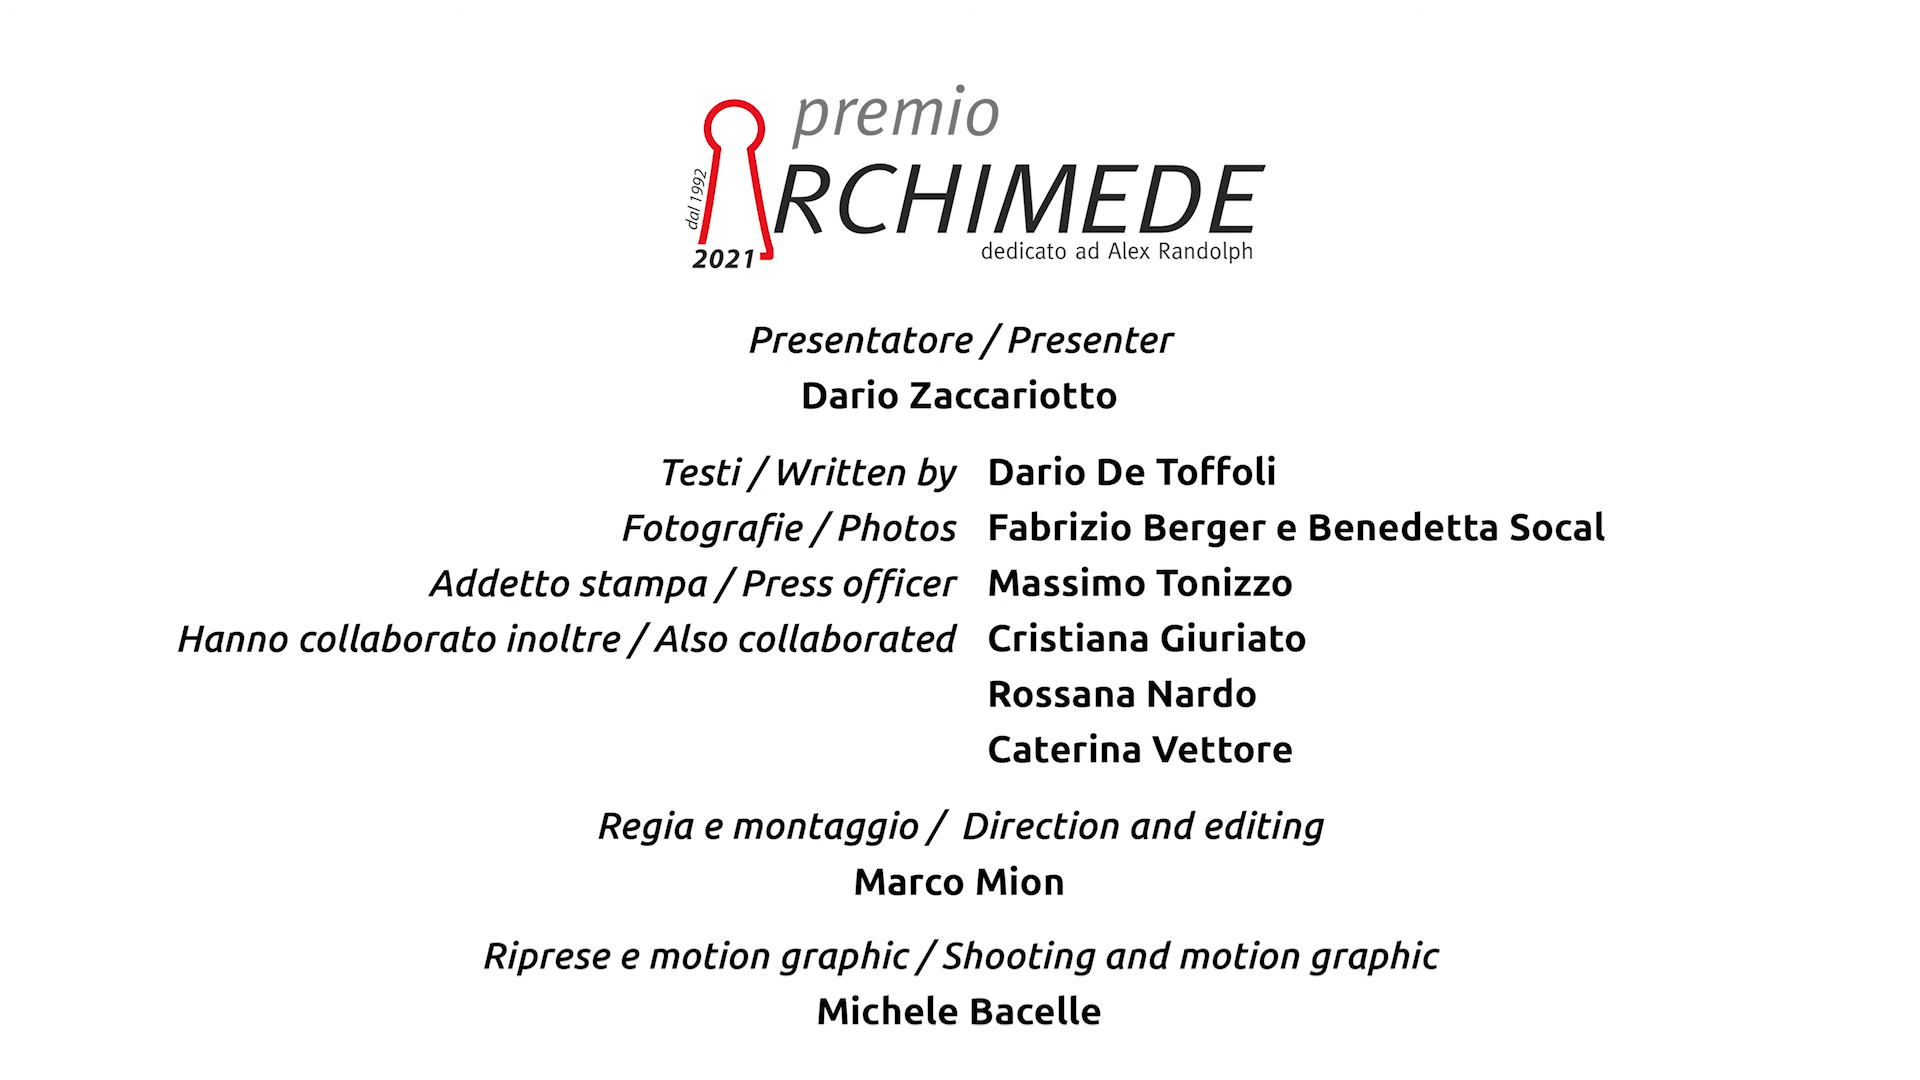 premio
ARCHIMEDE
dal 1992
2021
dedicato ad Alex Randolph
Presentatore / Presenter
Dario Zaccariotto
Testi / Written by Dario De Toffoli
Fotografie / Photos Fabrizio Berger e Benedetta Socal
Addetto stampa / Press officer Massimo Tonizzo
Hanno collaborato inoltre / Also collaborated Cristiana Giuriato
Rossana Nardo
Caterina Vettore
Regia e montaggio / Direction and editing
Marco Mion
Riprese e motion graphic / Shooting and motion graphic
Michele Bacelle